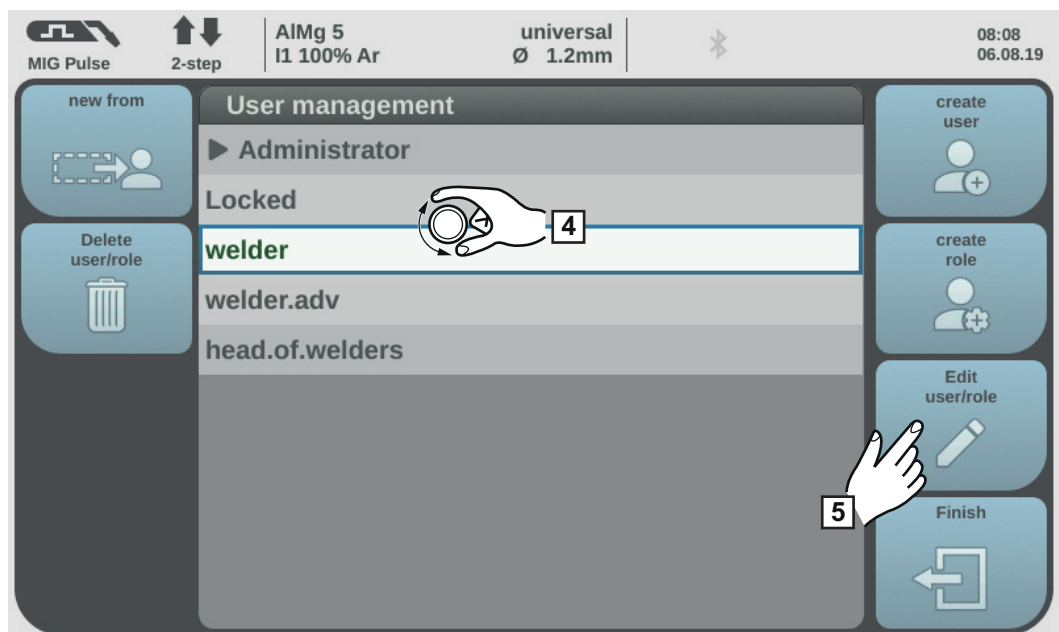 MIG Pulse
2-step
AlMg 5
I1 100% Ar
universal
Ø 1.2mm
08:08
06.08.19
new from
Delete
user/role
User management
Administrator
Locked
welder
welder.adv
head.of.welders
4
create
user
create
role
Edit
user/role
5
Finish